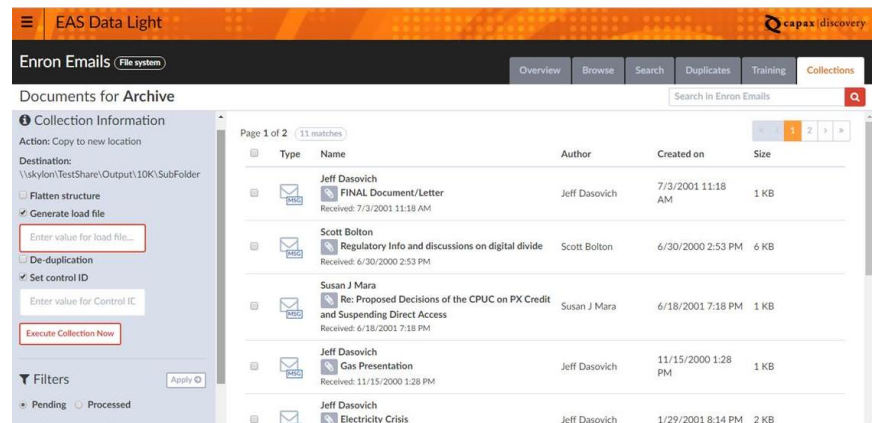 EAS Data Light
capax discovery
Enron Emails File system
Overview Browse Search Duplicates Training Collections
Documents for Archive
Search in Enron Emails
Collection Information
Action: Copy to new location
Destination:
\\skylon\TestShare\Output\10K\SubFolder
Flatten structure
Generate load file
Enter value for load file...
De-duplication
Set control ID
Enter value for Control IC
Execute Collection Now
Filters Apply
Pending Processed
Page 1 of 2 11 matches
« ‹ 1 2 › »
Type Name Author Created on Size
Jeff Dasovich
MSG FINAL Document/Letter Jeff Dasovich 7/3/2001 11:18 AM 1 KB
Received: 7/3/2001 11:18 AM
Scott Bolton
MSG Regulatory Info and discussions on digital divide Scott Bolton 6/30/2000 2:53 PM 6 KB
Received: 6/30/2000 2:53 PM
Susan J Mara
MSG Re: Proposed Decisions of the CPUC on PX Credit
and Suspending Direct Access Susan J Mara 6/18/2001 7:18 PM 1 KB
Received: 6/18/2001 7:18 PM
Jeff Dasovich
MSG Gas Presentation Jeff Dasovich 11/15/2000 1:28 PM 1 KB
Received: 11/15/2000 1:28 PM
Jeff Dasovich
Electricity Crisis Jeff Dasovich 1/29/2001 8:14 PM 2 KB